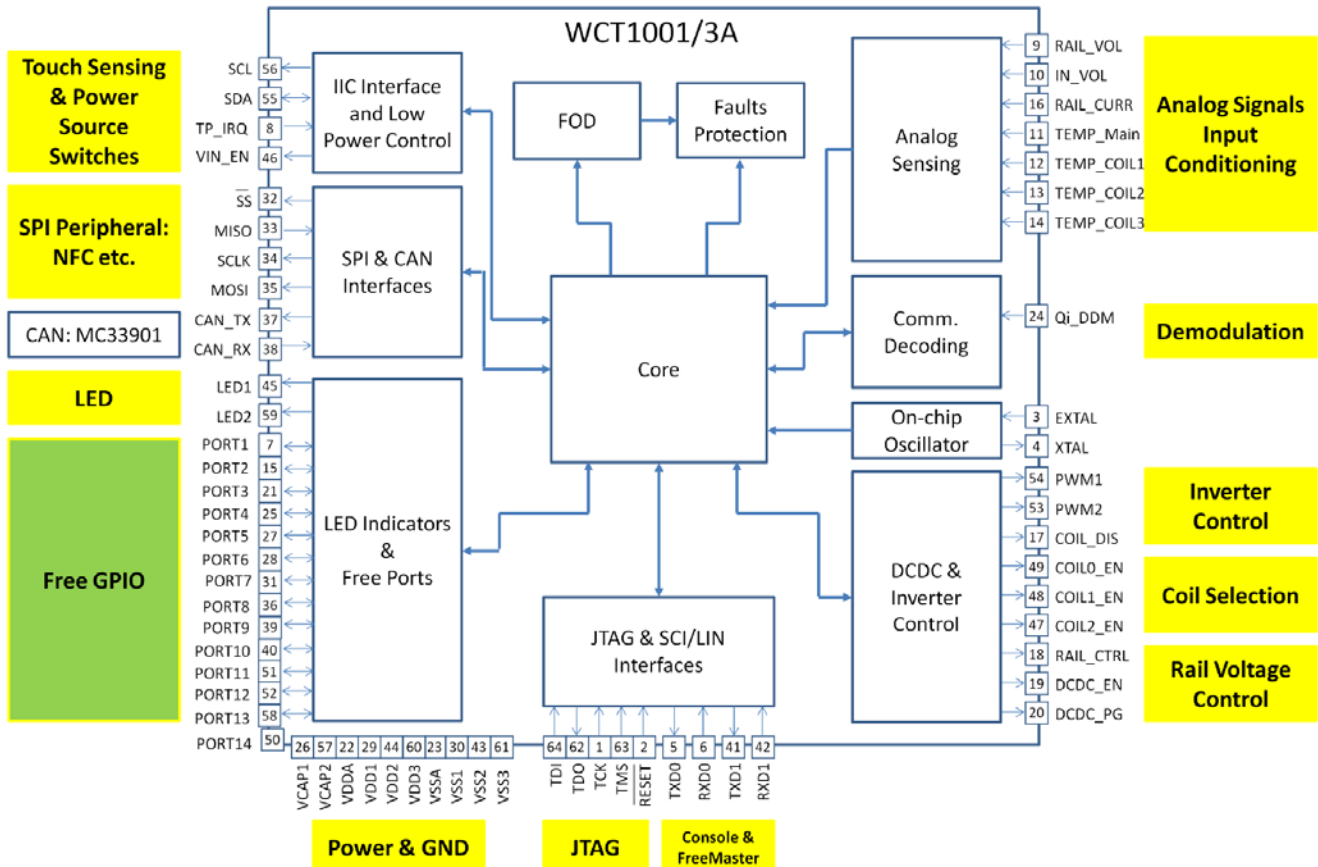 WCT1001/3A
Touch Sensing
& Power
Source
Switches
SPI Peripheral:
NFC etc.
CAN: MC33901
LED
Free GPIO
SCL 56
SDA 55
TP_IRQ 8
VIN_EN 46
SS 32
MISO 33
SCLK 34
MOSI 35
CAN_TX 37
CAN_RX 38
LED1 45
LED2 59
PORT1 7
PORT2 15
PORT3 21
PORT4 25
PORT5 27
PORT6 28
PORT7 31
PORT8 36
PORT9 39
PORT10 40
PORT11 51
PORT12 52
PORT13 58
PORT14 50
IIC Interface
and Low
Power Control
SPI & CAN
Interfaces
LED Indicators
&
Free Ports
FOD
Faults
Protection
Core
JTAG & SCI/LIN
Interfaces
Analog
Sensing
Comm.
Decoding
On-chip
Oscillator
DCDC &
Inverter
Control
9 RAIL_VOL
10 IN_VOL
16 RAIL_CURR
11 TEMP_Main
12 TEMP_COIL1
13 TEMP_COIL2
14 TEMP_COIL3
24 Qi_DDM
3 EXTAL
4 XTAL
54 PWM1
53 PWM2
17 COIL_DIS
49 COIL0_EN
48 COIL1_EN
47 COIL2_EN
18 RAIL_CTRL
19 DCDC_EN
20 DCDC_PG
Analog Signals
Input
Conditioning
Demodulation
Inverter
Control
Coil Selection
Rail Voltage
Control
26 57 22 29 44 60 23 30 43 61
VCAP1
VCAP2
VDDA
VDD1
VDD2
VDD3
VSSA
VSS1
VSS2
VSS3
64 62 1 63 2 5 6 41 42
TDI
TDO
TCK
TMS
RESET
TXD0
RXD0
TXD1
RXD1
Power & GND
JTAG
Console &
FreeMaster